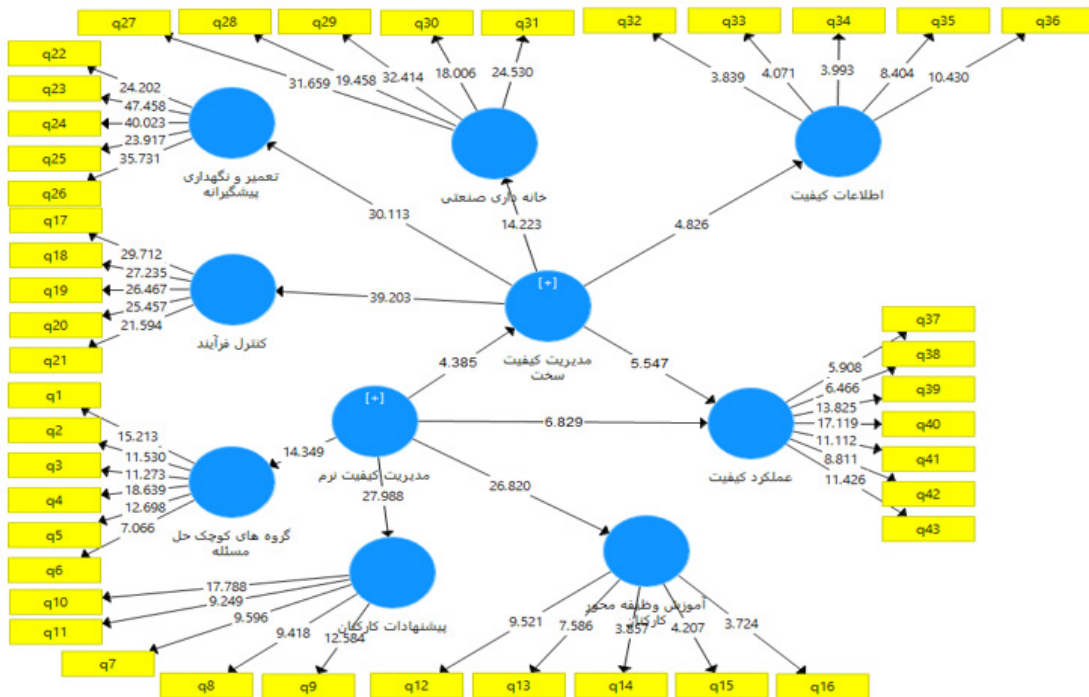 q27
q28
q29
q30
q31
q32
q33
q34
q35
q36
q22
q23
q24
q25
q26
24.202
47.458
40.023
23.917
35.731
31.659
19.458
32.414
18.006
24.530
3.839
4.071
3.993
8.404
10.430
تعمیر و نگهداری
پیشگیرانه
خانه داری صنعتی
اطلاعات کیفیت
30.113
14.223
4.826
q17
q18
q19
q20
q21
29.712
27.235
26.467
25.457
21.594
کنترل فرآیند
39.203
[+]
مدیریت کیفیت
سخت
4.385
5.547
q37
q38
q39
q40
q41
q42
q43
5.908
6.466
13.825
17.119
11.112
8.811
11.426
عملکرد کیفیت
6.829
[+]
مدیریت کیفیت نرم
14.349
27.988
26.820
q1
q2
q3
q4
q5
q6
15.213
11.530
11.273
18.639
12.698
7.066
گروه های کوچک حل
مسئله
q10
q11
q7
q8
q9
17.788
9.249
9.596
9.418
12.584
پیشنهادات کارکنان
آموزش وظیفه محور
کارکنان
9.521
7.586
3.857
4.207
3.724
q12
q13
q14
q15
q16